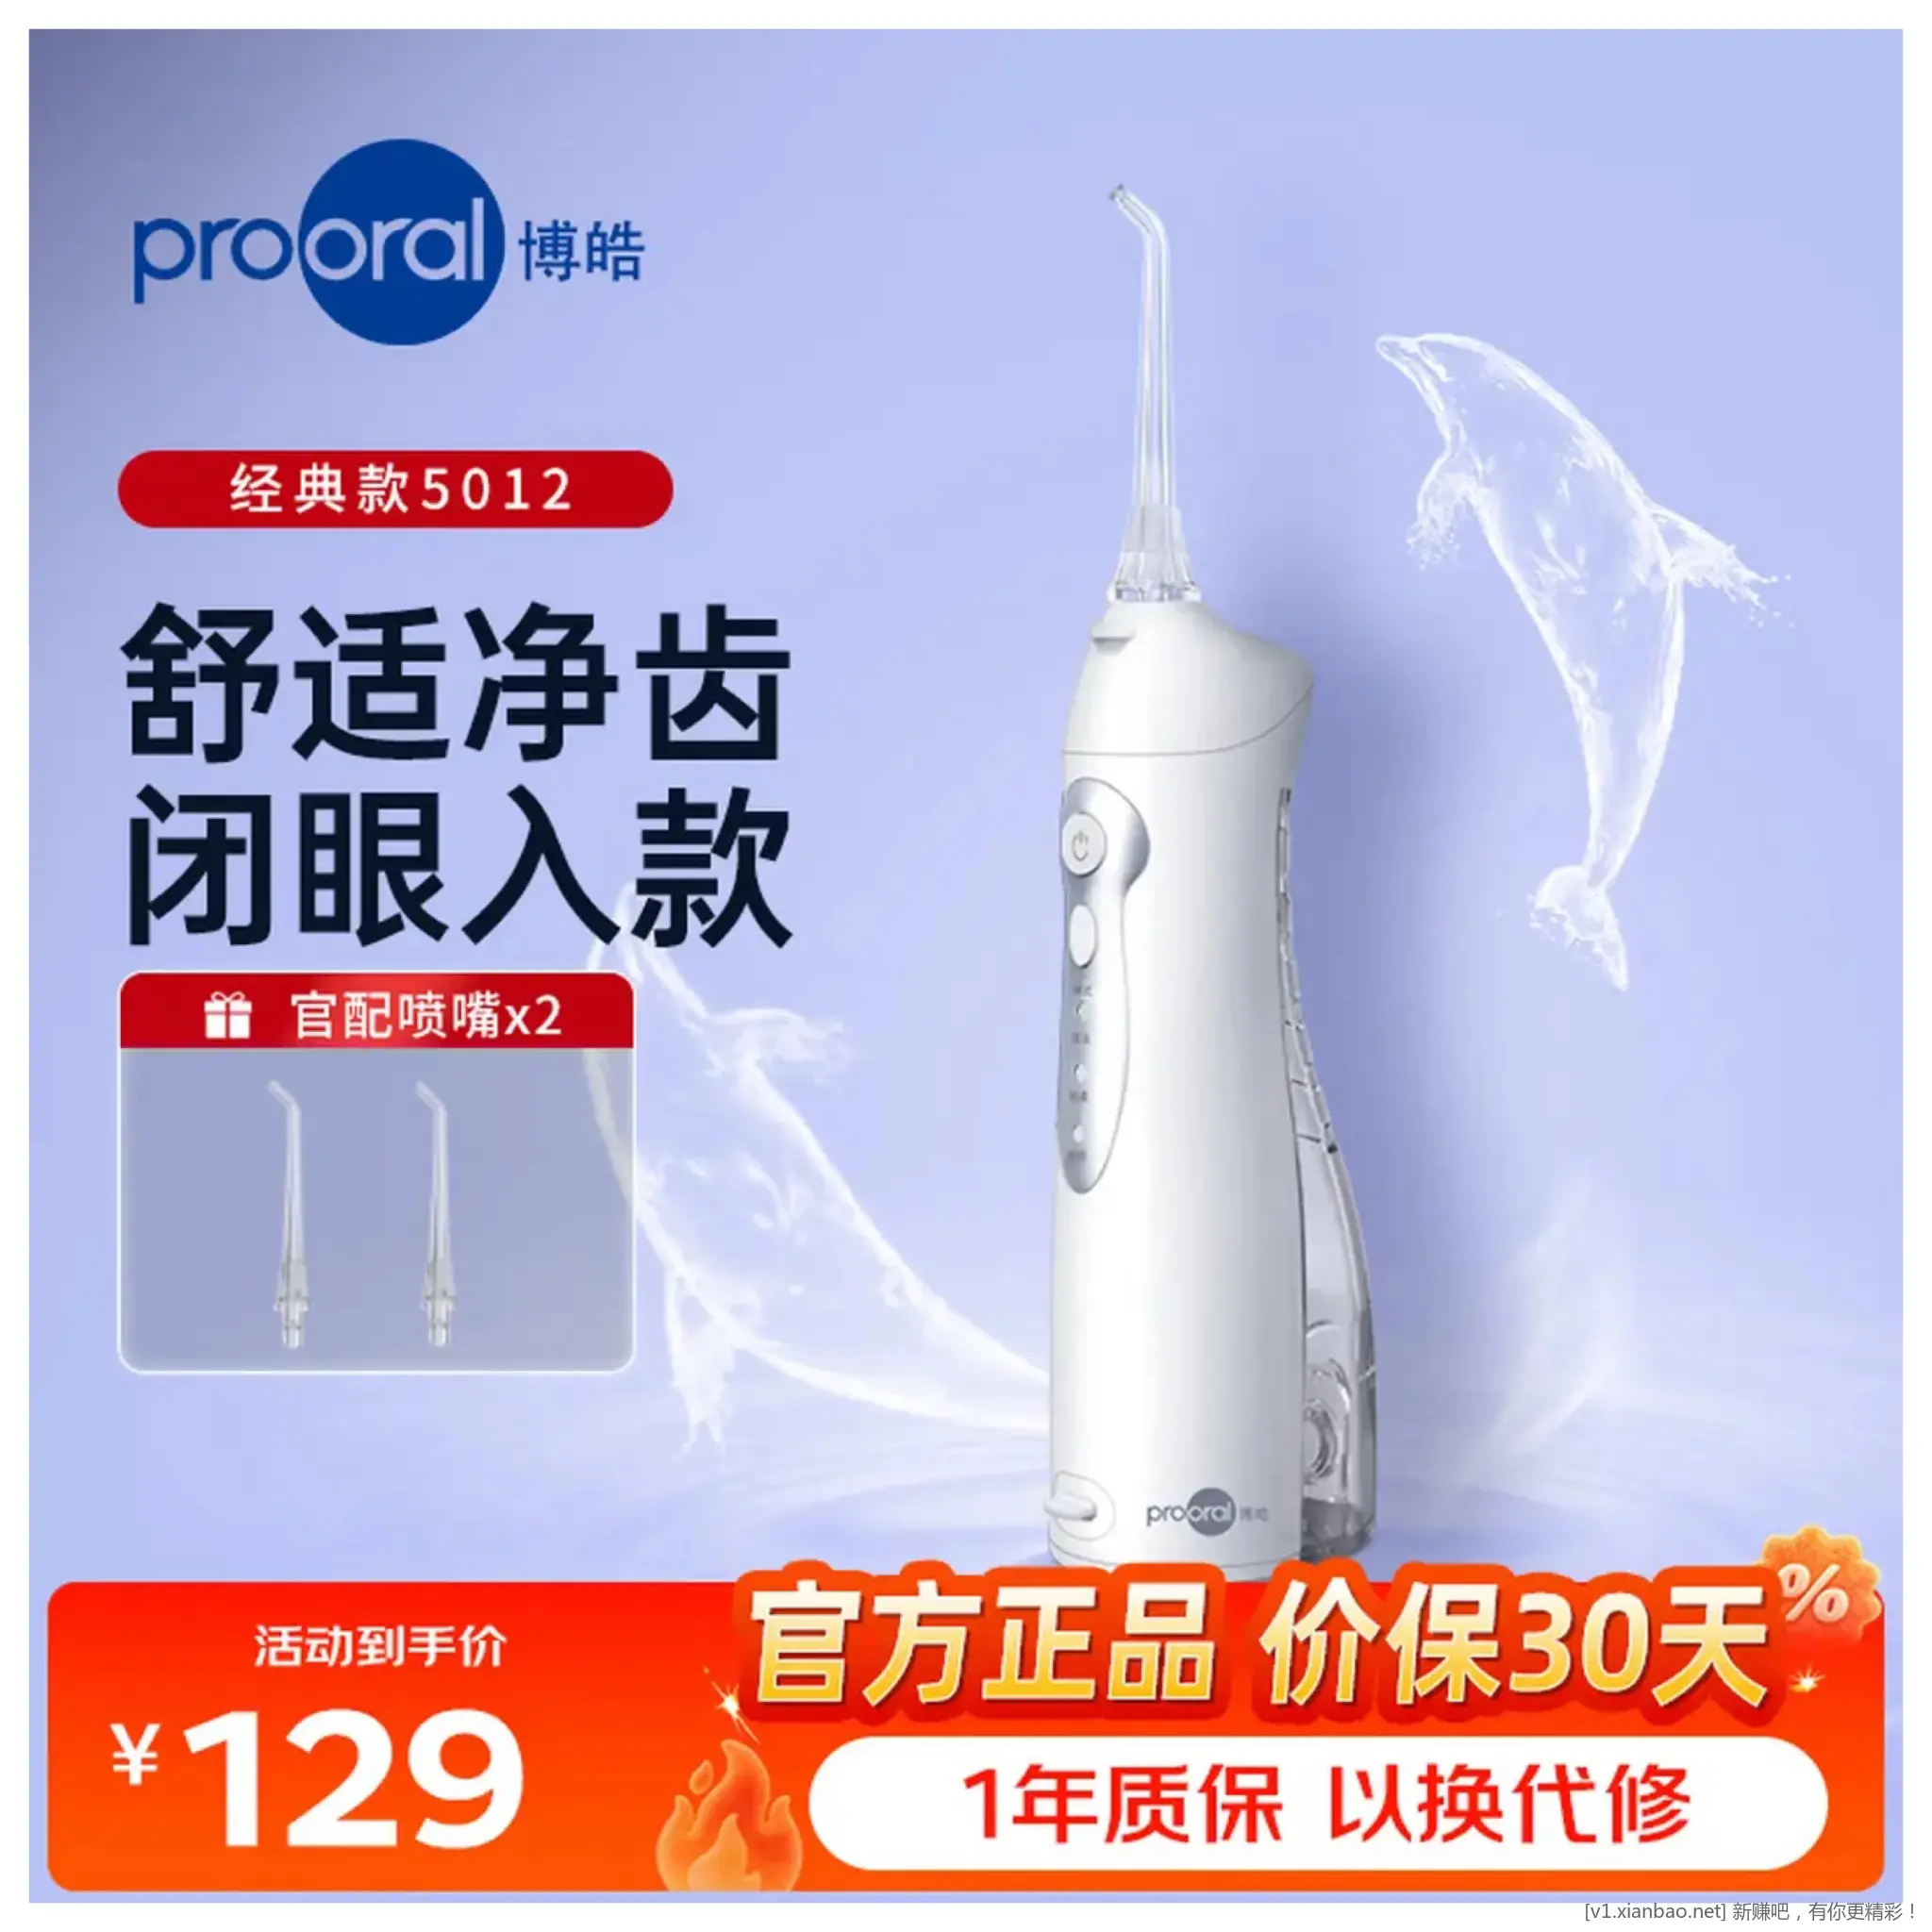 prooral 博皓
经典款5012
舒适净齿
闭眼入款
官配喷嘴x2
prooral 博皓
活动到手价
¥129
官方正品 价保30天
%
1年质保 以换代修
[v1.xianbao.net] 新赚吧，有你更精彩！